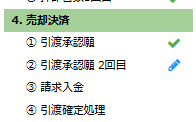 4. 売却決済
① 引渡承認願
② 引渡承認願 2回目
③ 請求入金
④ 引渡確定処理